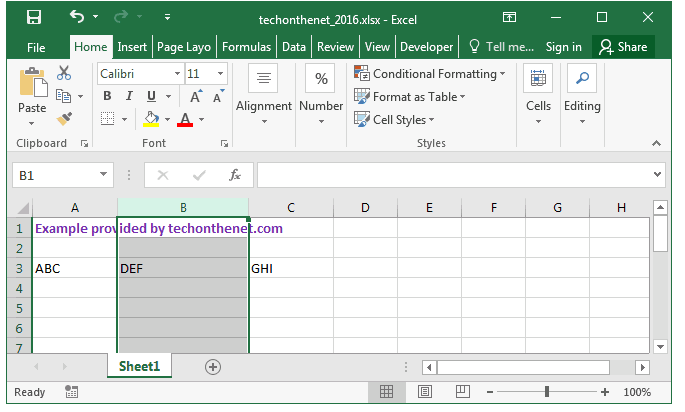 techonthenet_2016.xlsx - Excel
File Home Insert Page Layo Formulas Data Review View Developer Tell me... Sign in Share
Paste
Clipboard
Calibri 11
B I U A A
A
Font
Alignment
%
Number
Conditional Formatting
Format as Table
Cell Styles
Styles
Cells
Editing
B1 fx
A B C D E F G H
1 Example provided by techonthenet.com
2
3 ABC DEF GHI
4
5
6
7
Sheet1
Ready 100%